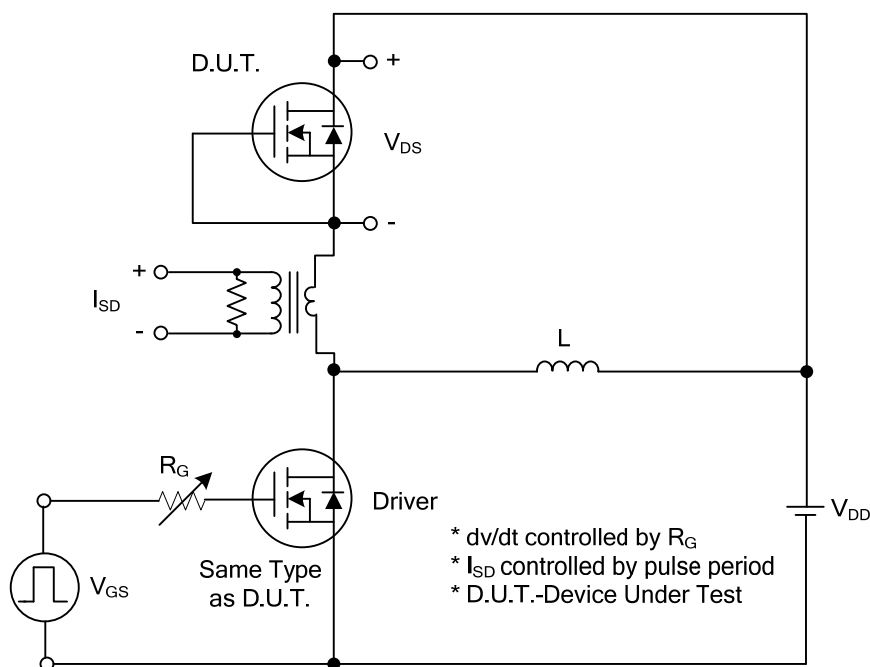 D.U.T.
+
V_DS
-
+
I_SD
-
L
R_G
Driver
V_DD
V_GS
Same Type
as D.U.T.
* dv/dt controlled by R_G
* I_SD controlled by pulse period
* D.U.T.-Device Under Test